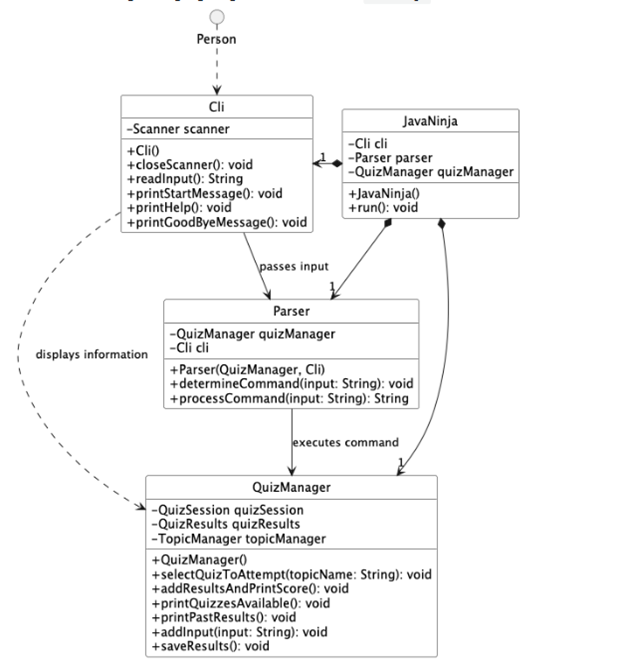 Person
Cli
-Scanner scanner
+Cli()
+closeScanner(): void
+readInput(): String
+printStartMessage(): void
+printHelp(): void
+printGoodByeMessage(): void
JavaNinja
-Cli cli
-Parser parser
-QuizManager quizManager
+JavaNinja()
+run(): void
1
passes input
1
Parser
-QuizManager quizManager
-Cli cli
+Parser(QuizManager, Cli)
+determineCommand(input: String): void
+processCommand(input: String): String
displays information
executes command
1
QuizManager
-QuizSession quizSession
-QuizResults quizResults
-TopicManager topicManager
+QuizManager()
+selectQuizToAttempt(topicName: String): void
+addResultsAndPrintScore(): void
+printQuizzesAvailable(): void
+printPastResults(): void
+addInput(input: String): void
+saveResults(): void